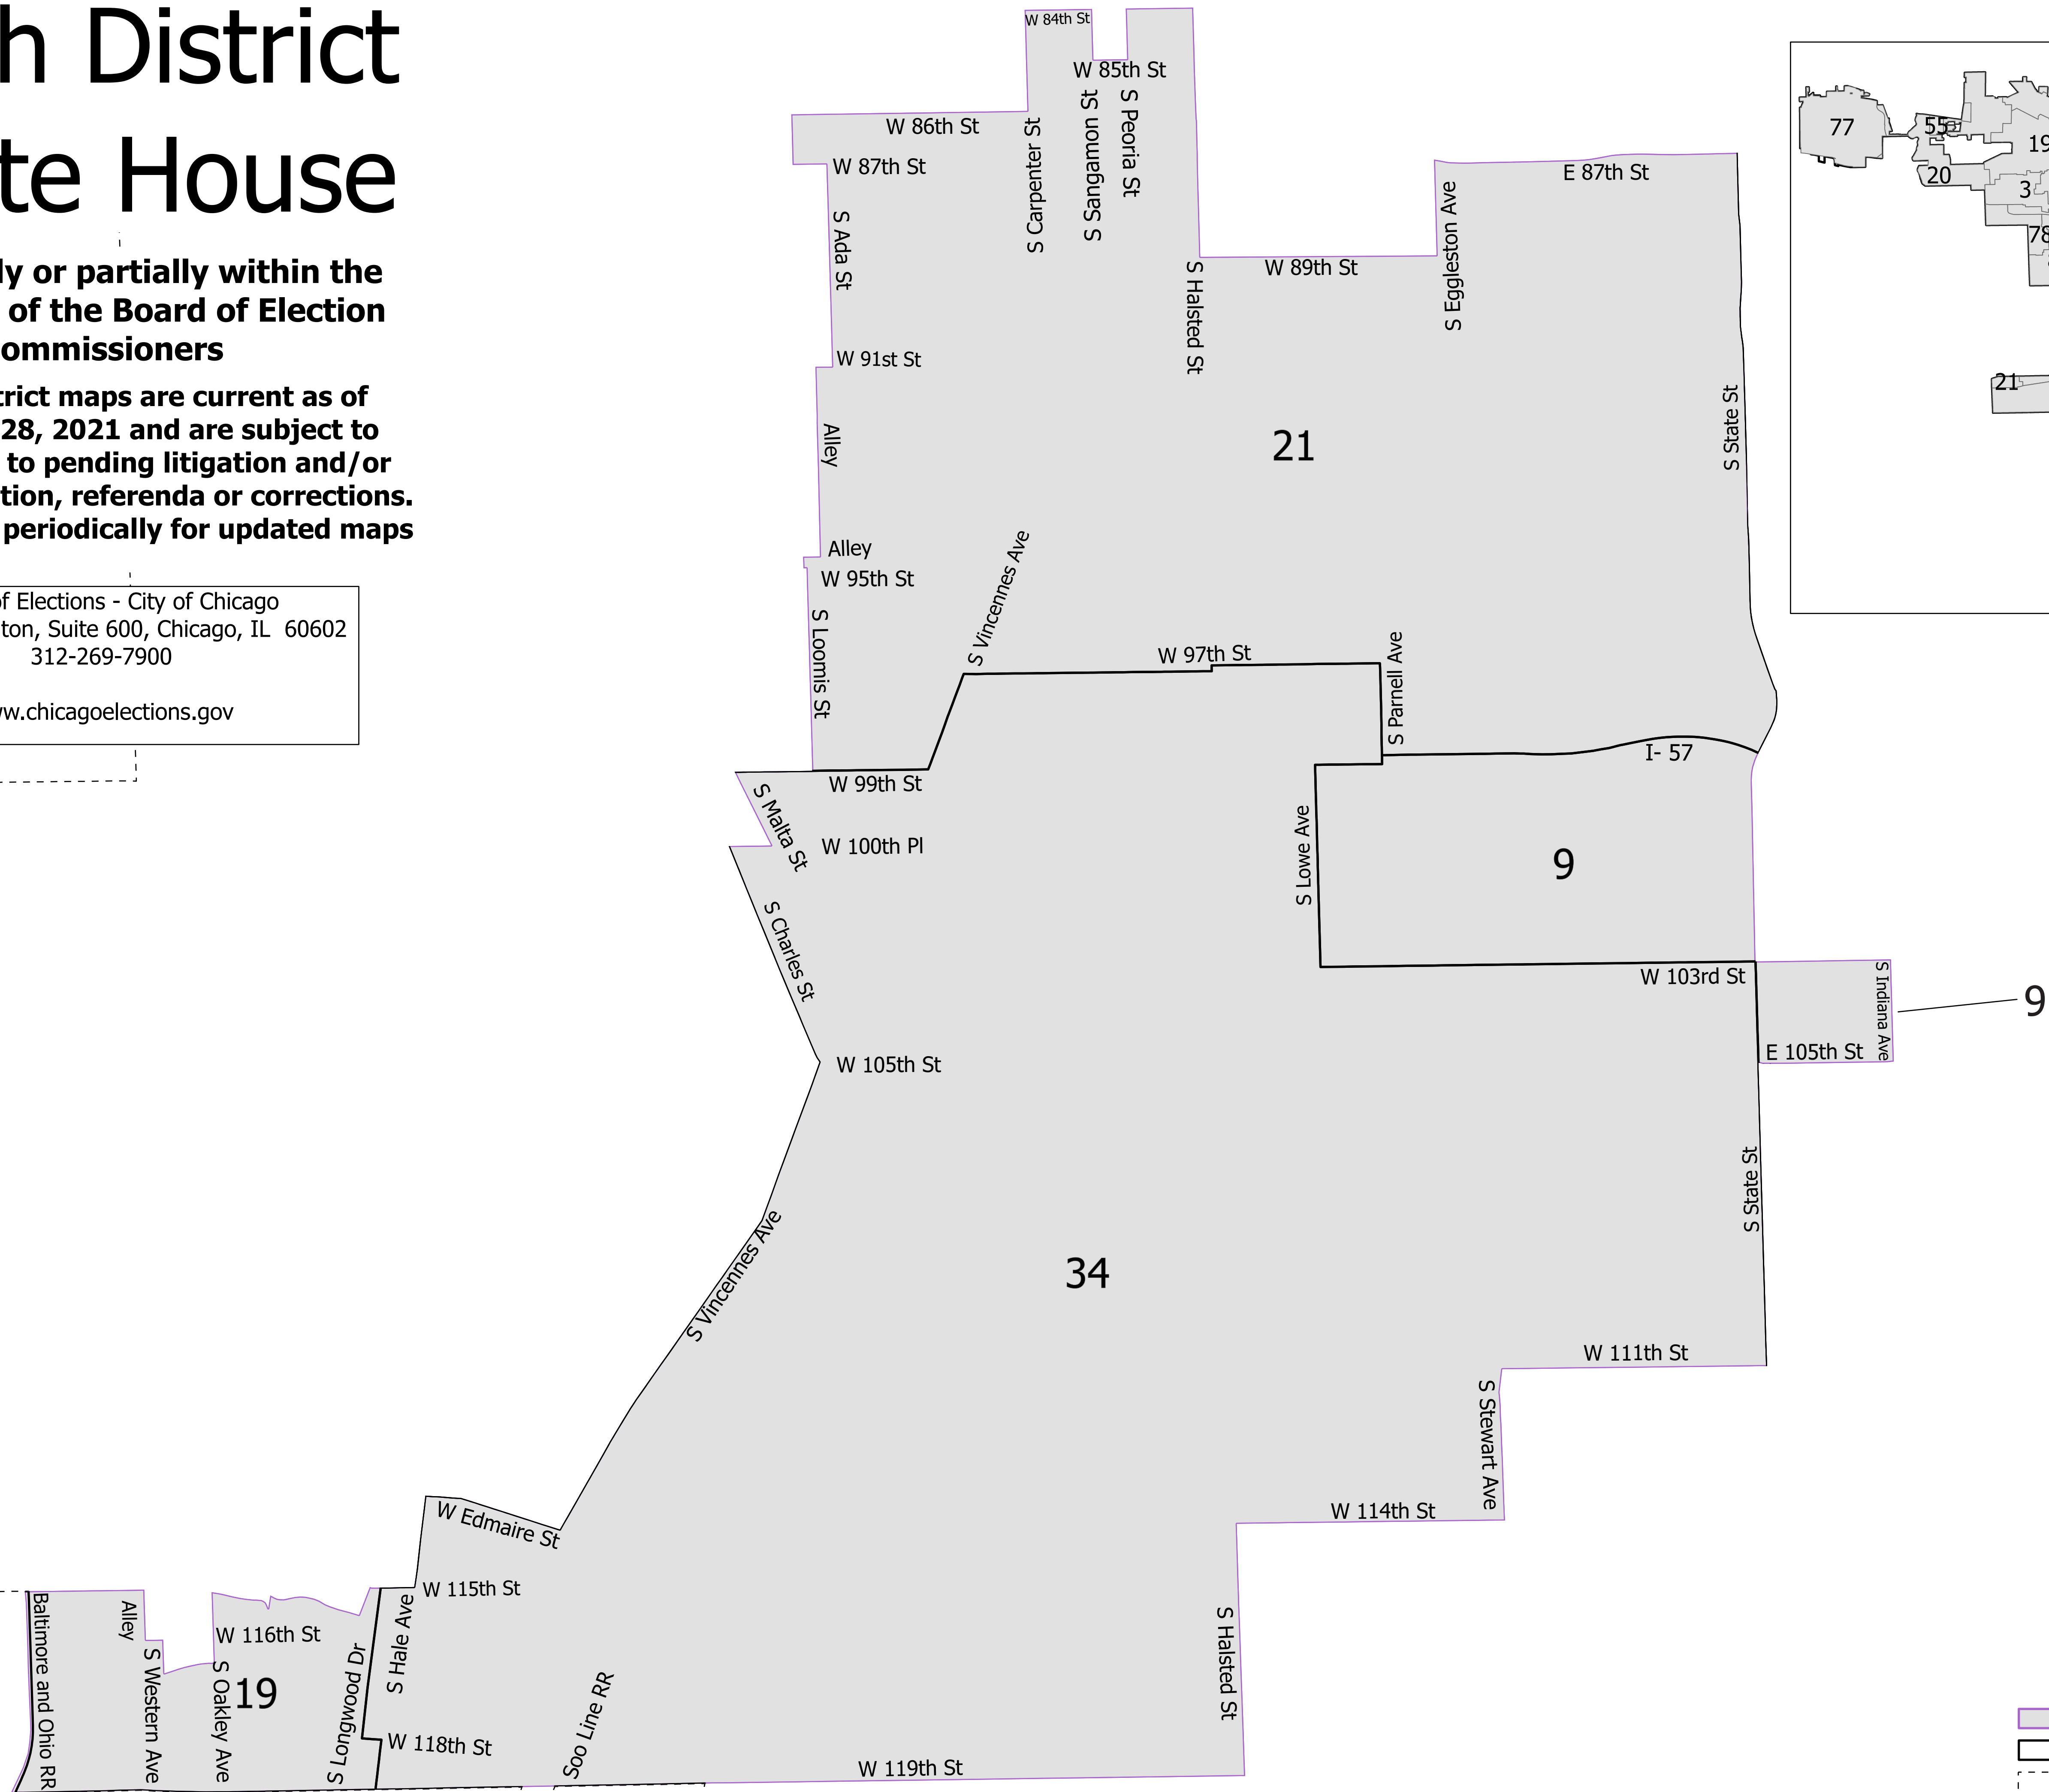 h District
te House
ly or partially within the
of the Board of Election
ommissioners
trict maps are current as of
28, 2021 and are subject to
to pending litigation and/or
tion, referenda or corrections.
periodically for updated maps
of Elections - City of Chicago
ton, Suite 600, Chicago, IL 60602
312-269-7900
w.chicagoelections.gov
W 84th St
W 85th St
W 86th St
W 87th St
S Ada St
S Carpenter St
S Sangamon St
S Peoria St
S Halsted St
W 89th St
S Eggleston Ave
E 87th St
W 91st St
Alley
21
S State St
Alley
W 95th St
S Loomis St
S Vincennes Ave
W 97th St
S Parnell Ave
I- 57
W 99th St
S Malta St
W 100th Pl
S Lowe Ave
9
S Charles St
W 103rd St
S Indiana Ave
9
E 105th St
W 105th St
S State St
S Vincennes Ave
34
W 111th St
S Stewart Ave
W 114th St
W Edmaire St
W 115th St
S Hale Ave
S Halsted St
Baltimore and Ohio RR
Alley
S Western Ave
W 116th St
S Oakley Ave
19
S Longwood Dr
W 118th St
Soo Line RR
W 119th St
77
55
19
20
3
78
21